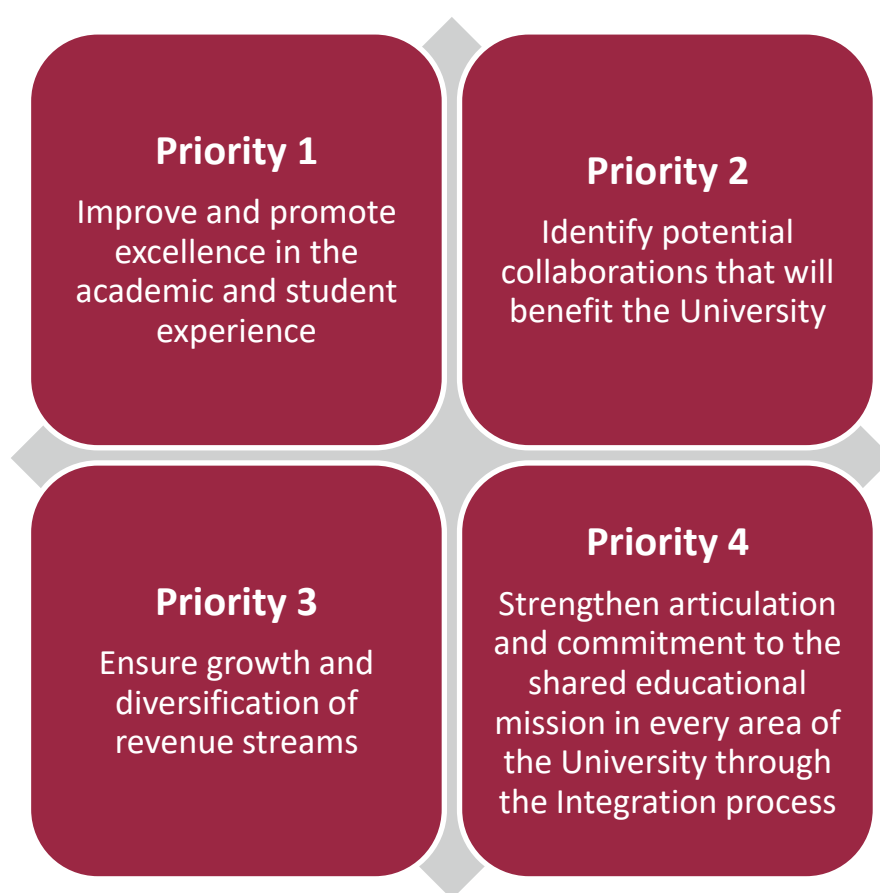 Priority 1
Improve and promote
excellence in the
academic and student
experience
Priority 2
Identify potential
collaborations that will
benefit the University
Priority 3
Ensure growth and
diversification of
revenue streams
Priority 4
Strengthen articulation
and commitment to the
shared educational
mission in every area of
the University through
the Integration process